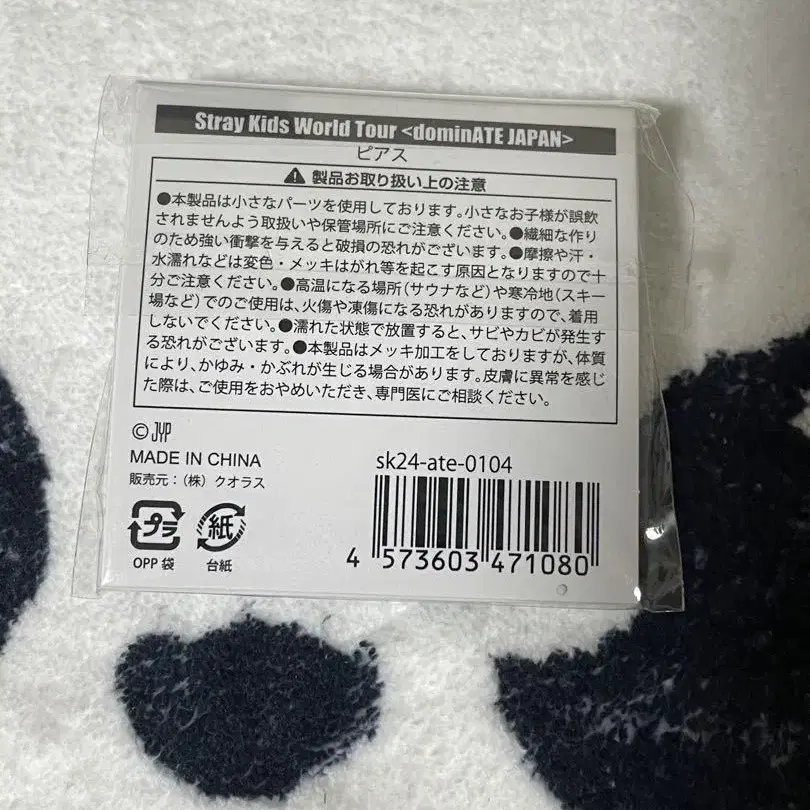 Stray Kids World Tour <dominATE JAPAN>
ピアス
製品お取り扱い上の注意
●本製品は小さなパーツを使用しております。小さなお子様が誤飲
されませんよう取扱いや保管場所にご注意ください。●繊細な作り
のため強い衝撃を与えると破損の恐れがございます。●摩擦や汗・
水濡れなどは変色・メッキはがれ等を起こす原因となりますので十
分ご注意ください。●高温になる場所（サウナなど）や寒冷地（スキー
場など）でのご使用は、火傷や凍傷になる恐れがありますので、着用
しないでください。●濡れた状態で放置すると、サビやカビが発生す
る恐れがございます。●本製品はメッキ加工をしておりますが、体質
により、かゆみ・かぶれが生じる場合があります。皮膚に異常を感じ
た際は、ご使用をおやめいただき、専門医にご相談ください。
© JYP
MADE IN CHINA
販売元：（株）クオラス
プラ
OPP 袋
紙
台紙
sk24-ate-0104
4 573603 471080